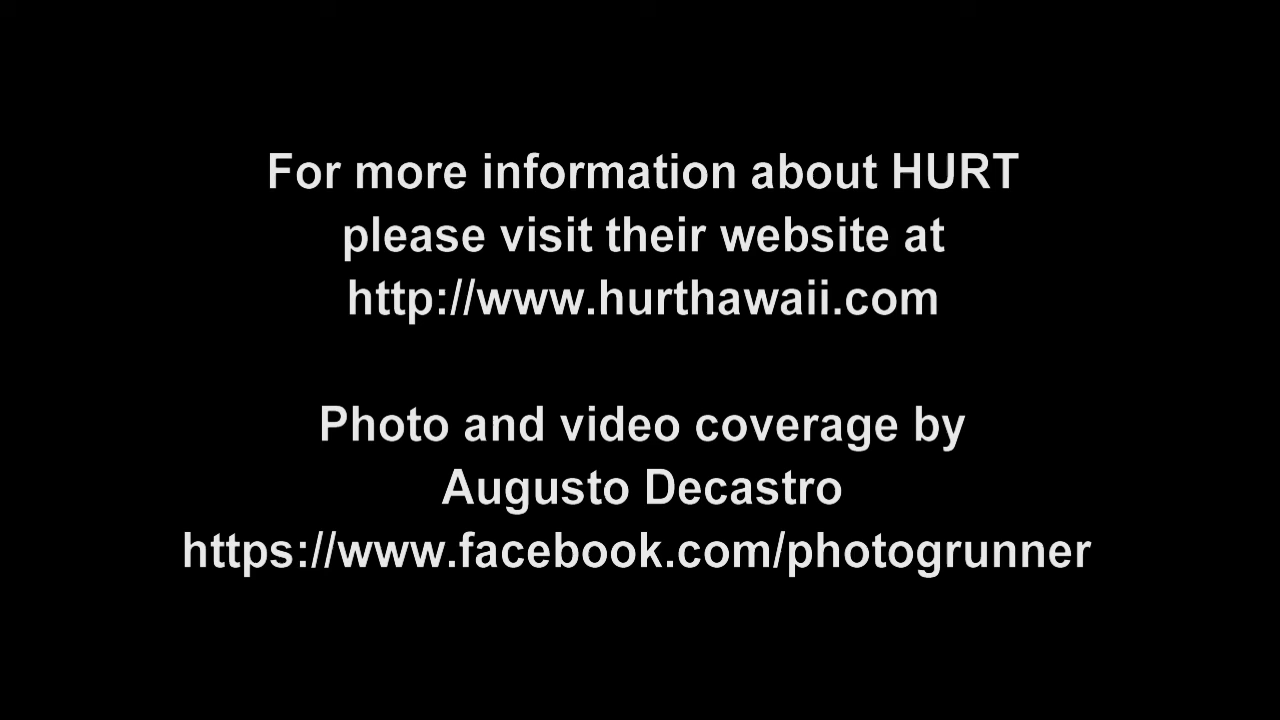 For more information about HURT
please visit their website at
http://www.hurthawaii.com
Photo and video coverage by
Augusto Decastro
https://www.facebook.com/photogrunner